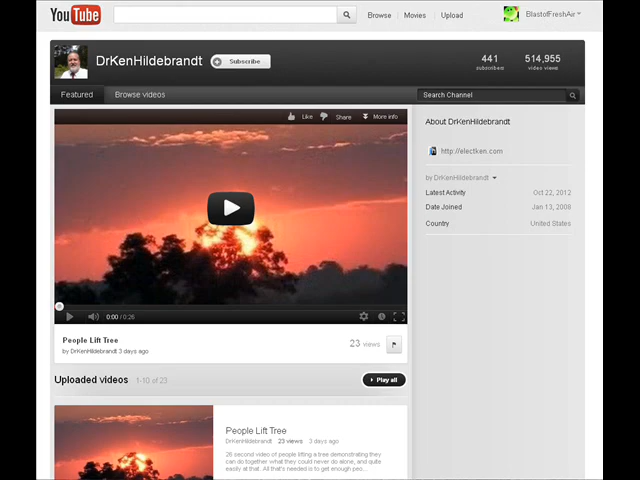 YouTube
Browse Movies Upload BlastofFreshAir
DrKenHildebrandt Subscribe
441 514,955
subscribers video views
Featured Browse videos Search Channel
Like Share More info
0:00 / 0:26
People Lift Tree
by DrKenHildebrandt 3 days ago
23 views
Uploaded videos 1-10 of 23 Play all
People Lift Tree
DrKenHildebrandt 23 views 3 days ago
26 second video of people lifting a tree demonstrating they
can do together what they could never do alone, and quite
easily at that. All that's needed is to get enough peo...
About DrKenHildebrandt
http://electken.com
by DrKenHildebrandt
Latest Activity Oct 22, 2012
Date Joined Jan 13, 2008
Country United States